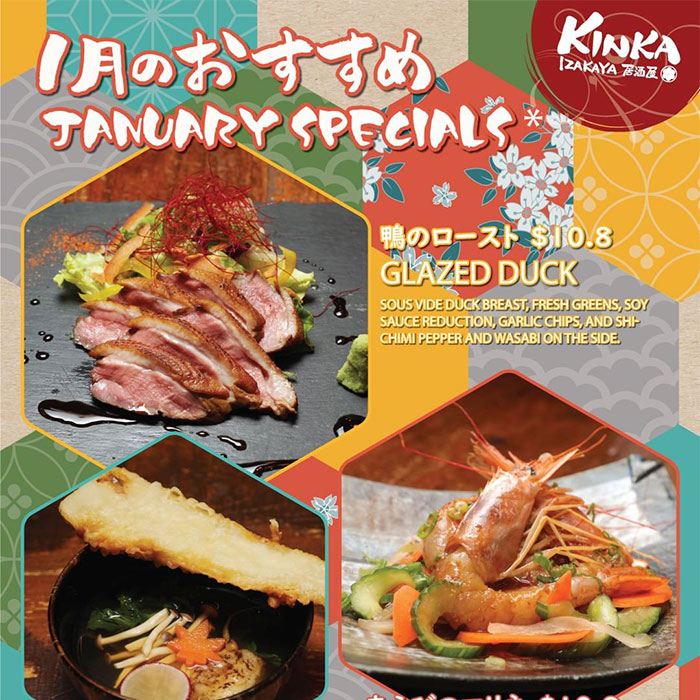 1月のおすすめ
JANUARY SPECIALS*
KINKA
IZAKAYA 居酒屋
鴨のロースト $10.8
GLAZED DUCK
SOUS VIDE DUCK BREAST, FRESH GREENS, SOY
SAUCE REDUCTION, GARLIC CHIPS, AND SHI-
CHIMI PEPPER AND WASABI ON THE SIDE.